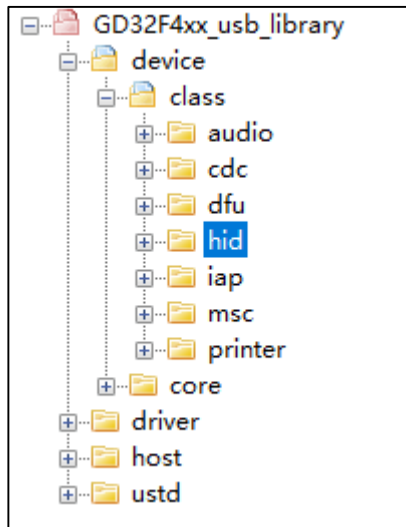 GD32F4xx_usb_library
device
class
audio
cdc
dfu
hid
iap
msc
printer
core
driver
host
ustd